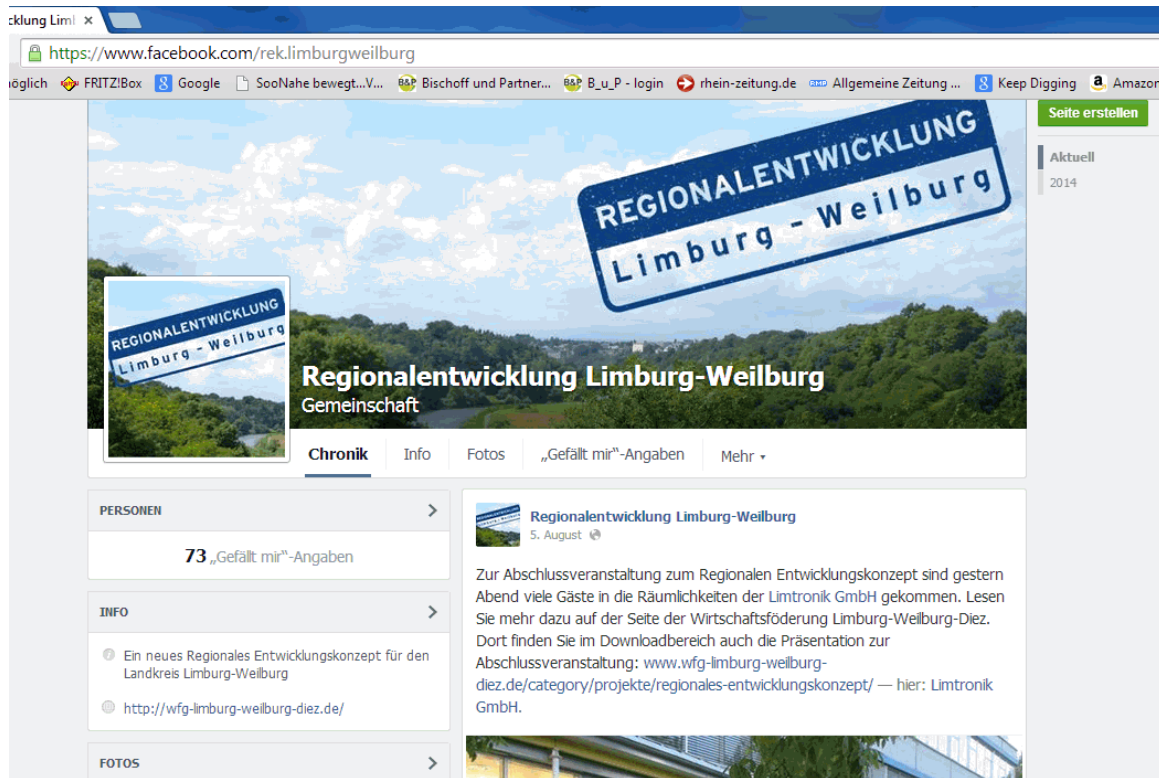 cklung Lim
https://www.facebook.com/rek.limburgweilburg
möglich FRITZ!Box Google SooNahe bewegt...V... B&P Bischoff und Partner... B&P B_u_P - login rhein-zeitung.de RMP Allgemeine Zeitung ... Keep Digging Amazon
Seite erstellen
Aktuell
2014
REGIONALENTWICKLUNG
Limburg - Weilburg
REGIONALENTWICKLUNG
Limburg - Weilburg
Regionalentwicklung Limburg-Weilburg
Gemeinschaft
Chronik Info Fotos „Gefällt mir"-Angaben Mehr
PERSONEN
73 „Gefällt mir"-Angaben
INFO
Ein neues Regionales Entwicklungskonzept für den
Landkreis Limburg-Weilburg
http://wfg-limburg-weilburg-diez.de/
FOTOS
Regionalentwicklung Limburg-Weilburg
5. August
Zur Abschlussveranstaltung zum Regionalen Entwicklungskonzept sind gestern
Abend viele Gäste in die Räumlichkeiten der Limtronik GmbH gekommen. Lesen
Sie mehr dazu auf der Seite der Wirtschaftsföderung Limburg-Weilburg-Diez.
Dort finden Sie im Downloadbereich auch die Präsentation zur
Abschlussveranstaltung: www.wfg-limburg-weilburg-
diez.de/category/projekte/regionales-entwicklungskonzept/ — hier: Limtronik
GmbH.